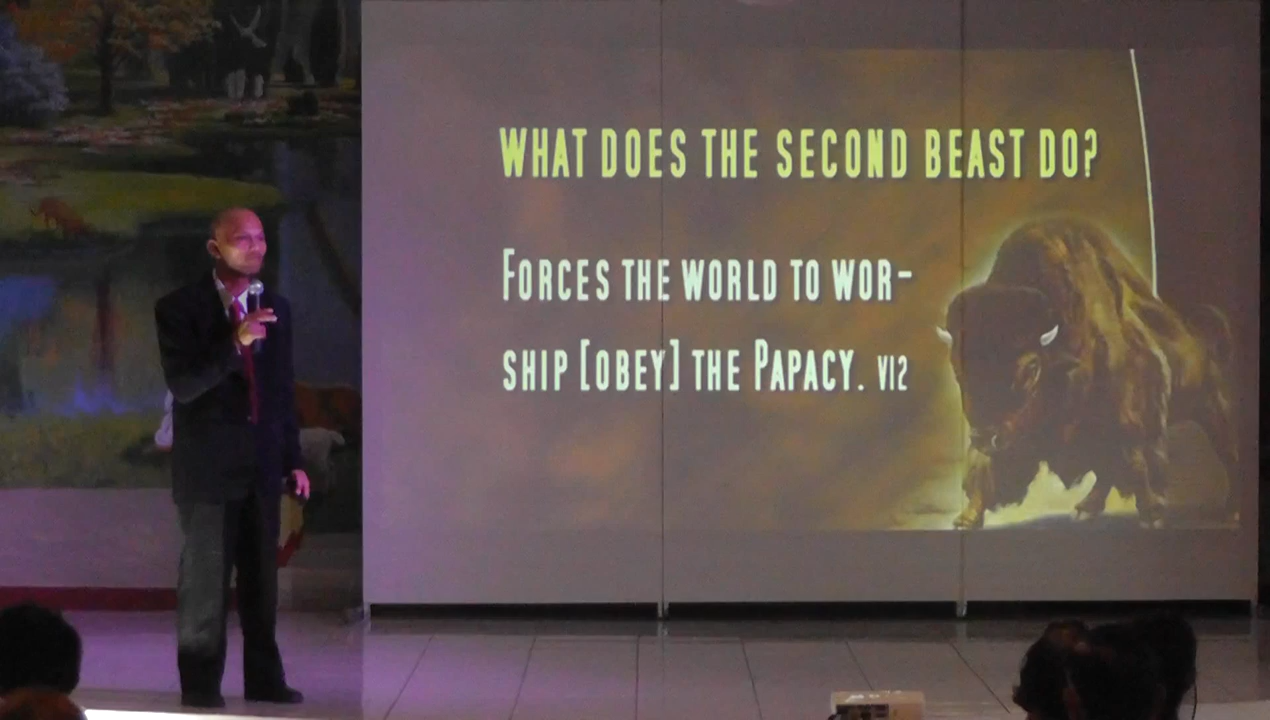 WHAT DOES THE SECOND BEAST DO?
FORCES THE WORLD TO WOR-
SHIP [OBEY] THE PAPACY. V12